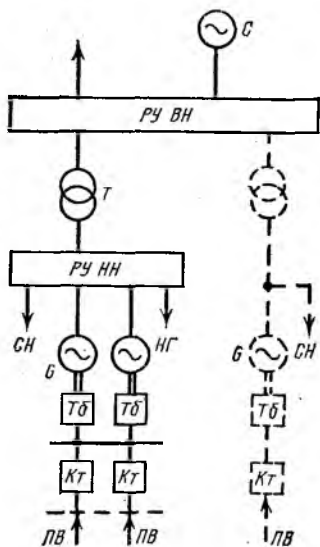 С
РУ ВН
Т
РУ НН
СН НГ
G G СН
Тб Тб Тб
Кт Кт Кт
ПВ ПВ ПВ